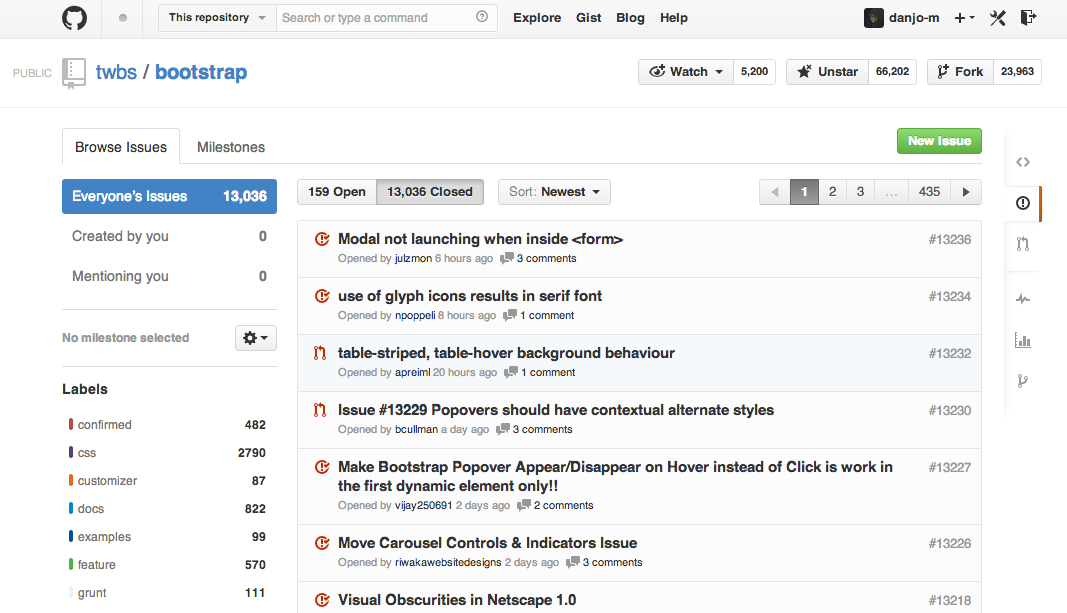 This repository Search or type a command Explore Gist Blog Help danjo-m
PUBLIC twbs / bootstrap Watch 5,200 Unstar 66,202 Fork 23,963
Browse Issues Milestones New Issue
Everyone's Issues 13,036
Created by you 0
Mentioning you 0
No milestone selected
Labels
confirmed 482
css 2790
customizer 87
docs 822
examples 99
feature 570
grunt 111
159 Open 13,036 Closed Sort: Newest 1 2 3 ... 435
Modal not launching when inside <form> #13236
Opened by julzmon 6 hours ago 3 comments
use of glyph icons results in serif font #13234
Opened by npoppeli 8 hours ago 1 comment
table-striped, table-hover background behaviour #13232
Opened by apreiml 20 hours ago 1 comment
Issue #13229 Popovers should have contextual alternate styles #13230
Opened by bcullman a day ago 3 comments
Make Bootstrap Popover Appear/Disappear on Hover instead of Click is work in #13227
the first dynamic element only!!
Opened by vijay250691 2 days ago 2 comments
Move Carousel Controls & Indicators Issue #13226
Opened by riwakawebsitedesigns 2 days ago 3 comments
Visual Obscurities in Netscape 1.0 #13218